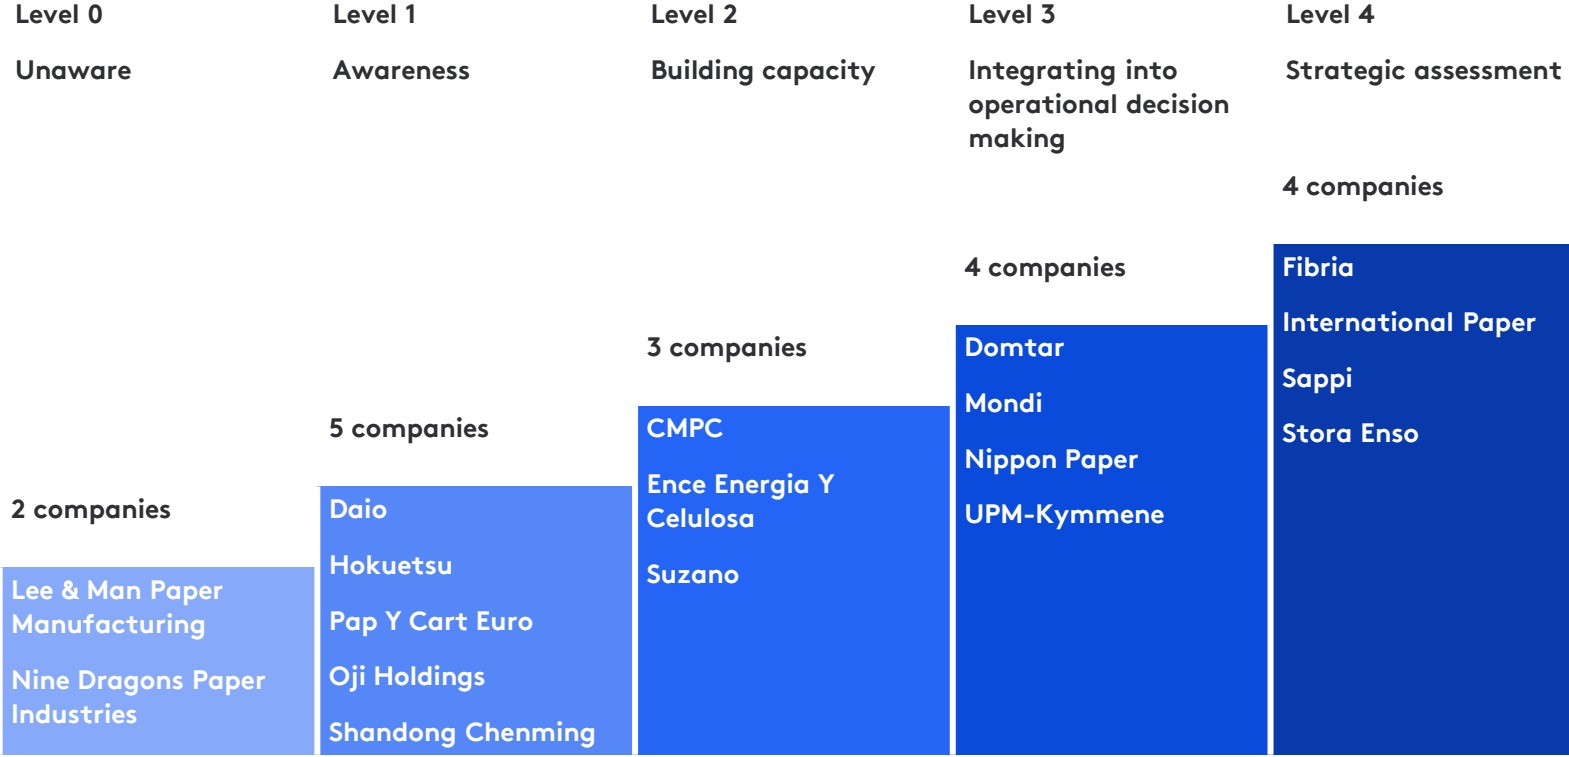 Level 0
Unaware
Level 1
Awareness
Level 2
Building capacity
Level 3
Integrating into
operational decision
making
Level 4
Strategic assessment
2 companies
Lee & Man Paper
Manufacturing
Nine Dragons Paper
Industries
5 companies
Daio
Hokuetsu
Pap Y Cart Euro
Oji Holdings
Shandong Chenming
3 companies
CMPC
Ence Energia Y
Celulosa
Suzano
4 companies
Domtar
Mondi
Nippon Paper
UPM-Kymmene
4 companies
Fibria
International Paper
Sappi
Stora Enso